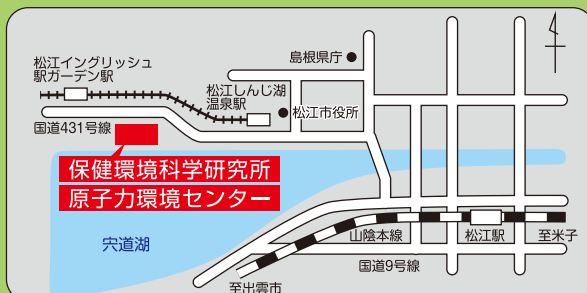 島根県庁
松江イングリッシュ
駅ガーデン駅
松江しんじ湖
温泉駅
松江市役所
国道431号線
保健環境科学研究所
原子力環境センター
宍道湖
山陰本線
松江駅
至米子
国道9号線
至出雲市